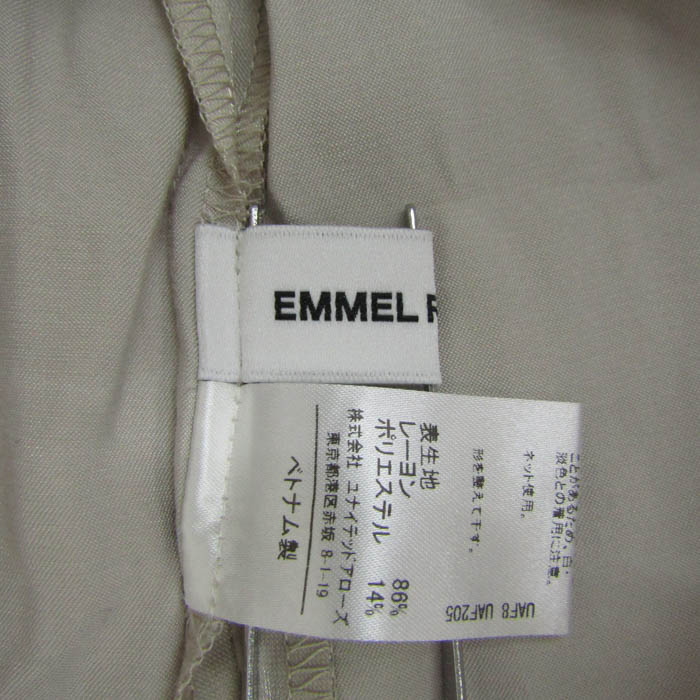 EMMEL R
ことがあるため、白・
淡色との着用に注意。
ネット使用。
形を整えて干す。
UAF8 UAF205
表生地
レーヨン 86%
ポリエステル 14%
株式会社 ユナイテッドアローズ
東京都港区赤坂 8-1-19
ベトナム製